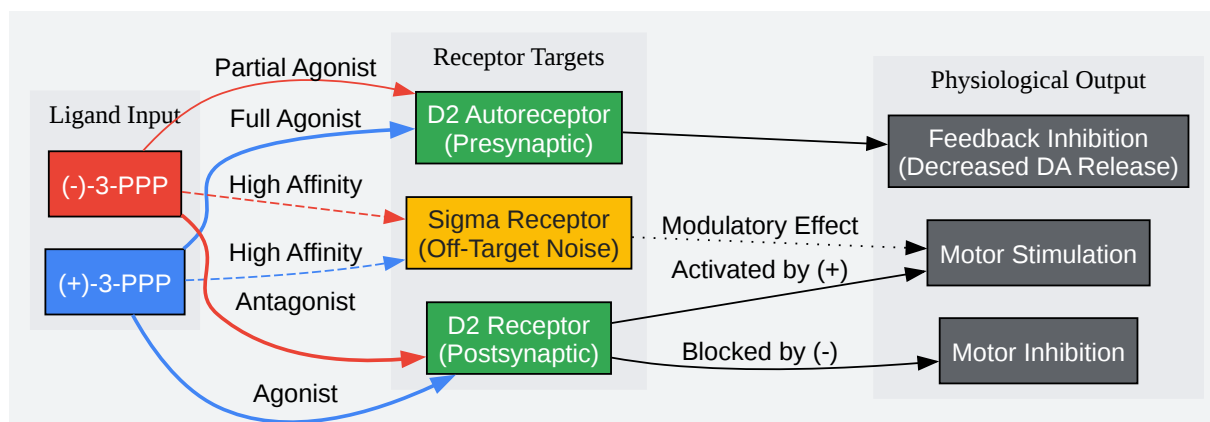 Ligand Input
(-)-3-PPP
(+)-3-PPP
Partial Agonist
Full Agonist
High Affinity
High Affinity
Antagonist
Agonist
Receptor Targets
D2 Autoreceptor
(Presynaptic)
Sigma Receptor
(Off-Target Noise)
D2 Receptor
(Postsynaptic)
Modulatory Effect
Activated by (+)
Blocked by (-)
Physiological Output
Feedback Inhibition
(Decreased DA Release)
Motor Stimulation
Motor Inhibition